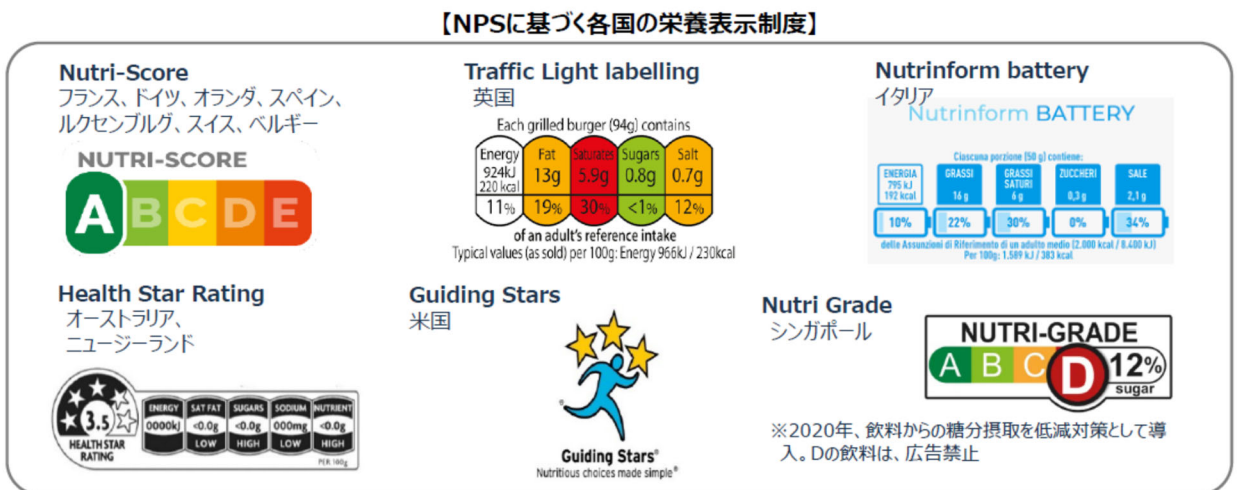 【NPSに基づく各国の栄養表示制度】
Nutri-Score
フランス、ドイツ、オランダ、スペイン、
ルクセンブルグ、スイス、ベルギー
NUTRI-SCORE
A B C D E
Traffic Light labelling
英国
Each grilled burger (94g) contains
Energy 924kJ 220 kcal 11%
Fat 13g 19%
Saturates 5.9g 30%
Sugars 0.8g <1%
Salt 0.7g 12%
of an adult's reference intake
Typical values (as sold) per 100g: Energy 966kJ / 230kcal
Nutrinform battery
イタリア
Nutrinform BATTERY
Ciascuna porzione (50 g) contiene:
ENERGIA 795 kJ 192 kcal 10%
GRASSI 16 g 22%
GRASSI SATURI 6 g 30%
ZUCCHERI 0,3 g 0%
SALE 2,1 g 34%
delle Assunzioni di Riferimento di un adulto medio (2.000 kcal / 8.400 kJ)
Per 100g: 1.589 kJ / 383 kcal
Health Star Rating
オーストラリア、
ニュージーランド
3.5
HEALTH STAR
RATING
ENERGY 0000kJ
SAT FAT <0.0g LOW
SUGARS <0.0g HIGH
SODIUM 000mg LOW
NUTRIENT <0.0g HIGH
PER 100g
Guiding Stars
米国
Guiding Stars®
Nutritious choices made simple®
Nutri Grade
シンガポール
NUTRI-GRADE
A B C D 12%
sugar
※2020年、飲料からの糖分摂取を低減対策として導
入。Dの飲料は、広告禁止